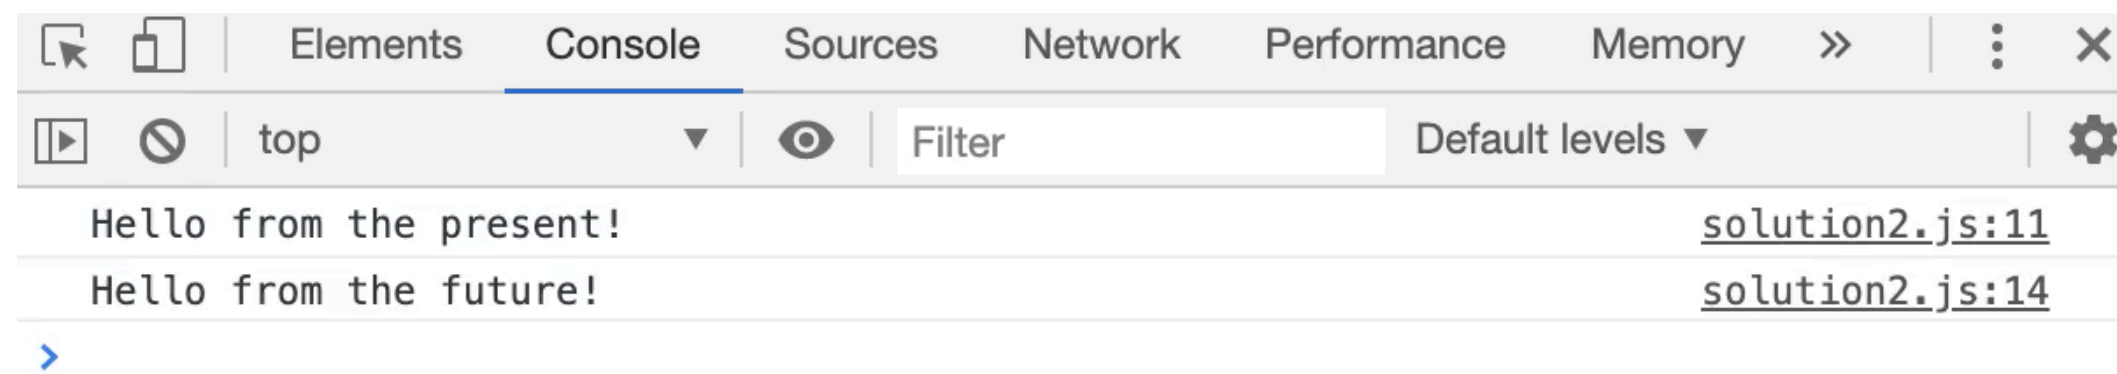 Elements Console Sources Network Performance Memory »
top Filter Default levels
Hello from the present! solution2.js:11
Hello from the future! solution2.js:14